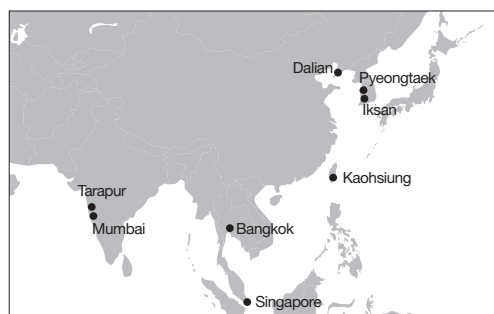 Dalian
Pyeongtaek
Iksan
Kaohsiung
Tarapur
Mumbai
Bangkok
Singapore